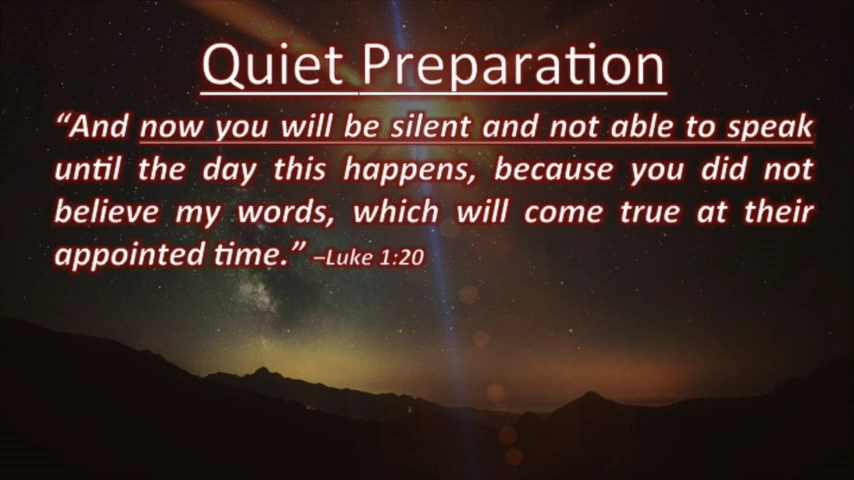 Quiet Preparation
“And now you will be silent and not able to speak
until the day this happens, because you did not
believe my words, which will come true at their
appointed time.” –Luke 1:20